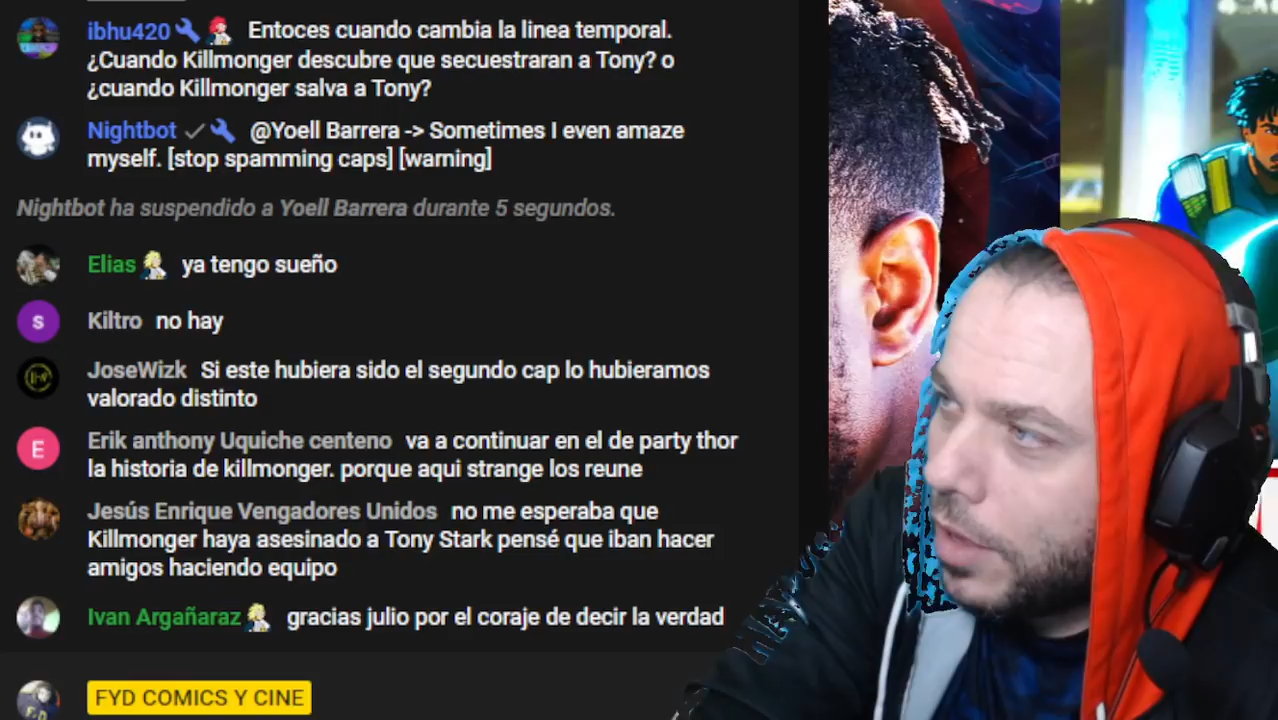 ibhu420 Entoces cuando cambia la linea temporal.
¿Cuando Killmonger descubre que secuestraran a Tony? o
¿cuando Killmonger salva a Tony?
Nightbot @Yoell Barrera -> Sometimes I even amaze
myself. [stop spamming caps] [warning]
Nightbot ha suspendido a Yoell Barrera durante 5 segundos.
Elias ya tengo sueño
s Kiltro no hay
JoseWizk Si este hubiera sido el segundo cap lo hubieramos
valorado distinto
E Erik anthony Uquiche centeno va a continuar en el de party thor
la historia de killmonger. porque aqui strange los reune
Jesús Enrique Vengadores Unidos no me esperaba que
Killmonger haya asesinado a Tony Stark pensé que iban hacer
amigos haciendo equipo
Ivan Argañaraz gracias julio por el coraje de decir la verdad
FYD COMICS Y CINE